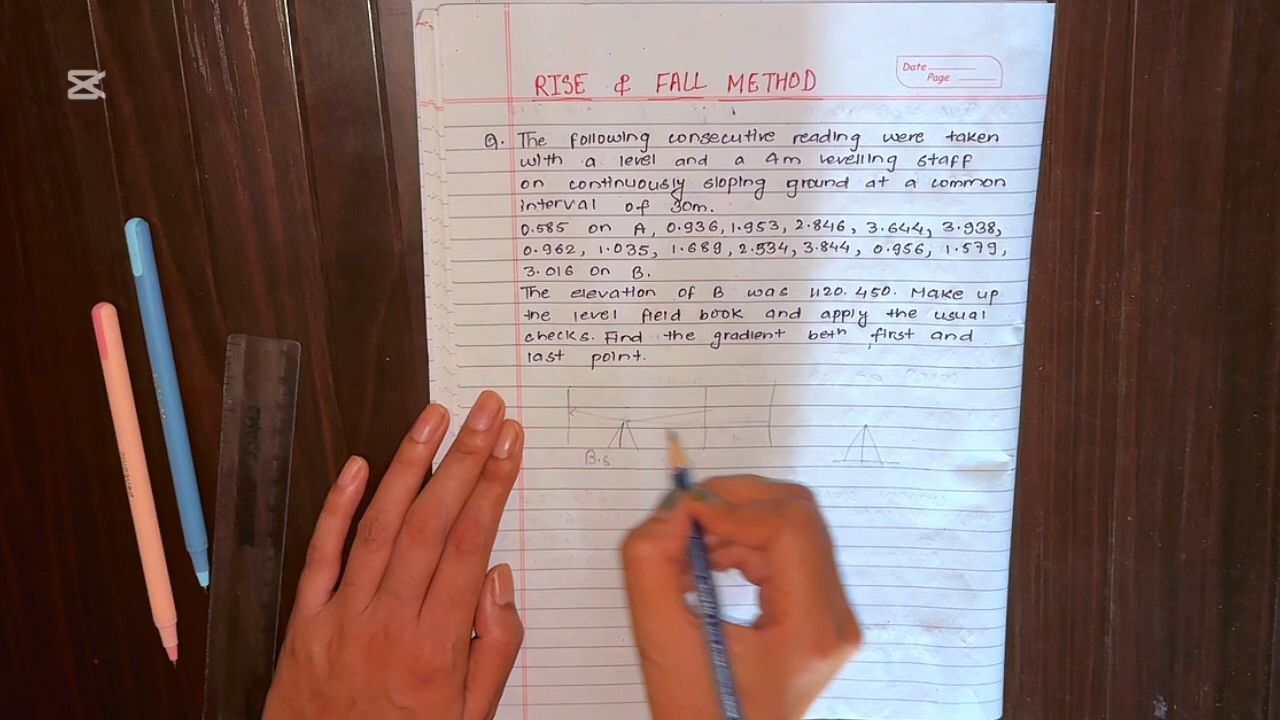 Date
Page
RISE & FALL METHOD
Q. The following consecutive reading were taken
with a level and a 4m levelling staff
on continuously sloping ground at a common
interval of 30m.
0.585 on A, 0.936, 1.953, 2.846, 3.644, 3.938,
0.962, 1.035, 1.689, 2.534, 3.844, 0.956, 1.579,
3.016 on B.
The elevation of B was 1120.450. Make up
the level field book and apply the usual
checks. Find the gradient betn first and
last point.
B.s